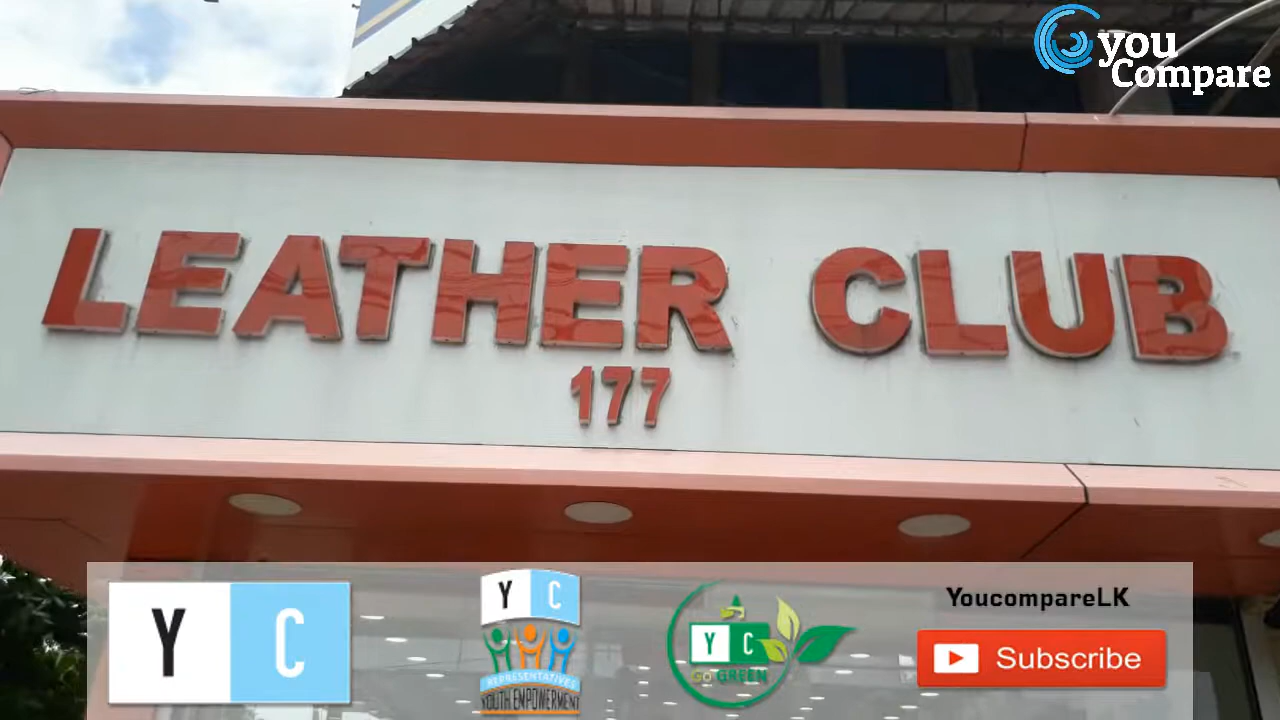 you
Compare
LEATHER CLUB
177
Y C
Y C
REPRESENTATIVES
YOUTH EMPOWERMENT
Y C
GO GREEN
YoucompareLK
Subscribe